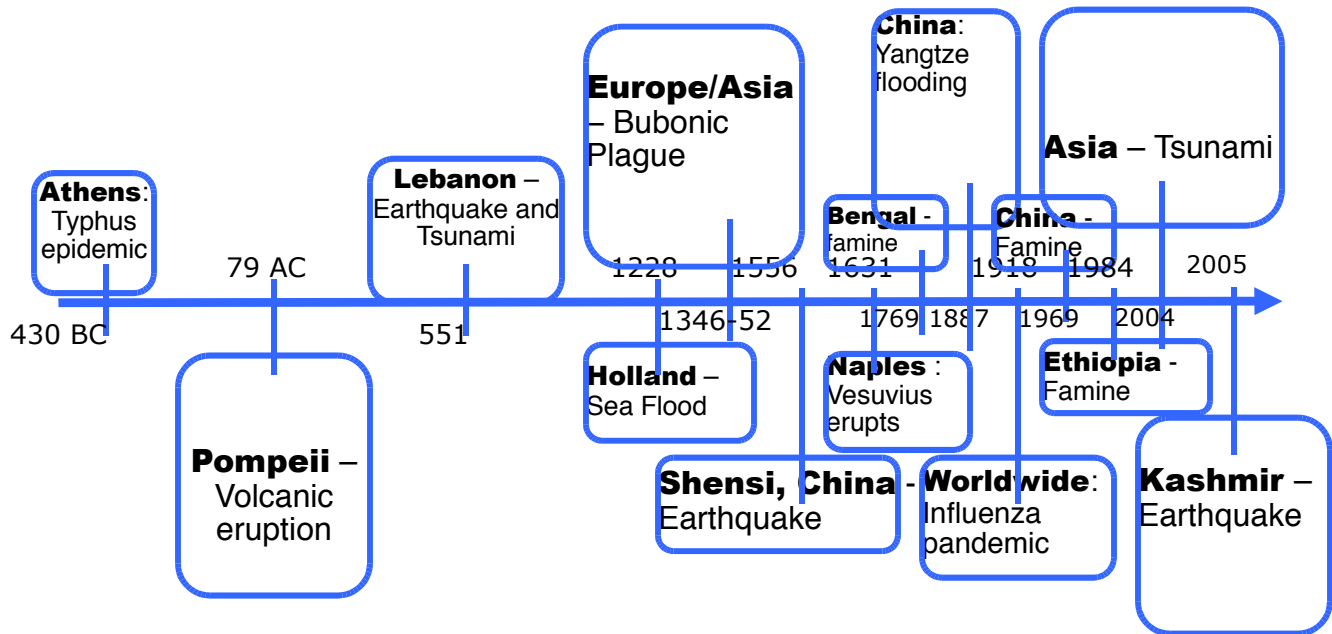 China:
Yangtze
flooding
Europe/Asia
– Bubonic
Plague
Asia – Tsunami
Athens:
Typhus
epidemic
Lebanon –
Earthquake and
Tsunami
Bengal -
famine
China -
Famine
79 AC
1228
1556
1631
1918
1984
2005
430 BC
551
1346-52
1769
1887
1969
2004
Holland –
Sea Flood
Naples :
Vesuvius
erupts
Ethiopia -
Famine
Pompeii –
Volcanic
eruption
Shensi, China -
Earthquake
Worldwide:
Influenza
pandemic
Kashmir –
Earthquake